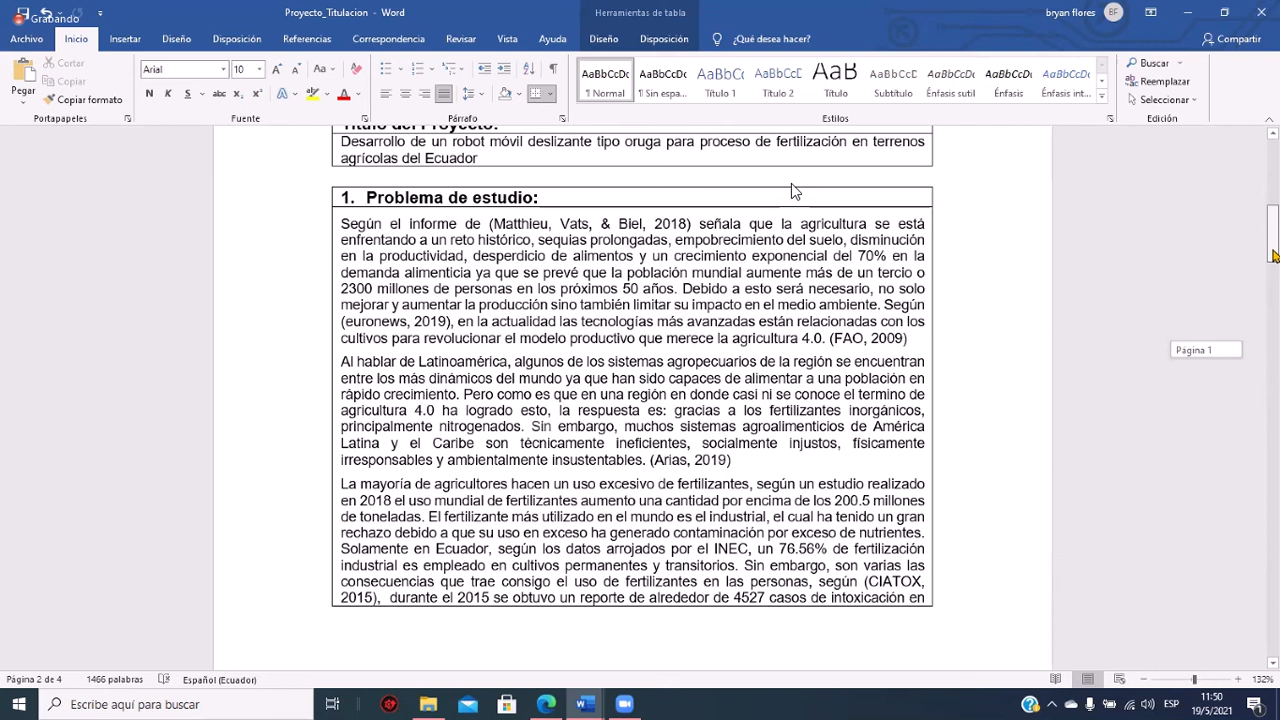 Grabando
Proyecto_Titulacion - Word
Herramientas de tabla
bryan flores
BF
Archivo
Inicio
Insertar
Diseño
Disposición
Referencias
Correspondencia
Revisar
Vista
Ayuda
Diseño
Disposición
¿Qué desea hacer?
Compartir
Pegar
Cortar
Copiar
Copiar formato
Portapapeles
Arial
10
Fuente
Párrafo
AaBbCcDc
¶ Normal
AaBbCcDc
¶ Sin espa...
AaBbCc
Título 1
AaBbCcD
Título 2
AaB
Título
AaBbCcD
Subtítulo
AaBbCcDt
Énfasis sutil
AaBbCcDt
Énfasis
AaBbCcDt
Énfasis int...
Estilos
Buscar
Reemplazar
Seleccionar
Edición
Título del Proyecto:
Desarrollo de un robot móvil deslizante tipo oruga para proceso de fertilización en terrenos
agrícolas del Ecuador
1. Problema de estudio:
Según el informe de (Matthieu, Vats, & Biel, 2018) señala que la agricultura se está
enfrentando a un reto histórico, sequias prolongadas, empobrecimiento del suelo, disminución
en la productividad, desperdicio de alimentos y un crecimiento exponencial del 70% en la
demanda alimenticia ya que se prevé que la población mundial aumente más de un tercio o
2300 millones de personas en los próximos 50 años. Debido a esto será necesario, no solo
mejorar y aumentar la producción sino también limitar su impacto en el medio ambiente. Según
(euronews, 2019), en la actualidad las tecnologías más avanzadas están relacionadas con los
cultivos para revolucionar el modelo productivo que merece la agricultura 4.0. (FAO, 2009)
Al hablar de Latinoamérica, algunos de los sistemas agropecuarios de la región se encuentran
entre los más dinámicos del mundo ya que han sido capaces de alimentar a una población en
rápido crecimiento. Pero como es que en una región en donde casi ni se conoce el termino de
agricultura 4.0 ha logrado esto, la respuesta es: gracias a los fertilizantes inorgánicos,
principalmente nitrogenados. Sin embargo, muchos sistemas agroalimenticios de América
Latina y el Caribe son técnicamente ineficientes, socialmente injustos, físicamente
irresponsables y ambientalmente insustentables. (Arias, 2019)
La mayoría de agricultores hacen un uso excesivo de fertilizantes, según un estudio realizado
en 2018 el uso mundial de fertilizantes aumento una cantidad por encima de los 200.5 millones
de toneladas. El fertilizante más utilizado en el mundo es el industrial, el cual ha tenido un gran
rechazo debido a que su uso en exceso ha generado contaminación por exceso de nutrientes.
Solamente en Ecuador, según los datos arrojados por el INEC, un 76.56% de fertilización
industrial es empleado en cultivos permanentes y transitorios. Sin embargo, son varias las
consecuencias que trae consigo el uso de fertilizantes en las personas, según (CIATOX,
2015), durante el 2015 se obtuvo un reporte de alrededor de 4527 casos de intoxicación en
Página 1
Página 2 de 4
1466 palabras
Español (Ecuador)
132%
Escribe aquí para buscar
ESP
11:50
19/5/2021